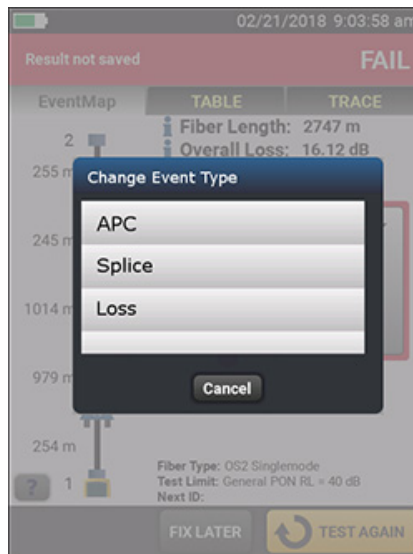 02/21/2018 9:03:58 am
Result not saved FAIL
EventMap TABLE TRACE
2
Fiber Length: 2747 m
Overall Loss: 16.12 dB
255 m
Change Event Type
APC
245 m
Splice
1014 m
Loss
979 m
Cancel
254 m
Fiber Type: OS2 Singlemode
Test Limit: General PON RL = 40 dB
? 1
Next ID:
FIX LATER TEST AGAIN